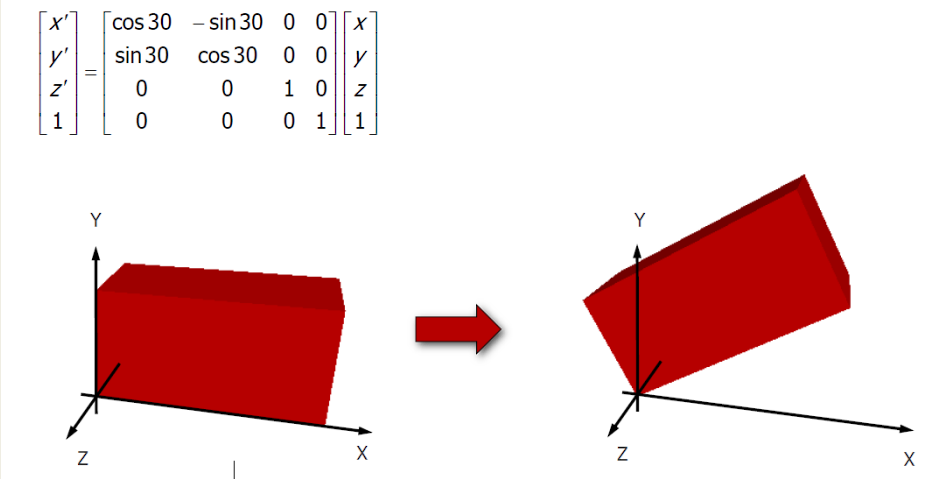 x′ cos 30 − sin 30 0 0 x
y′ sin 30 cos 30 0 0 y
=
z′ 0 0 1 0 z
1 0 0 0 1 1
Y Y
X
Z Z X